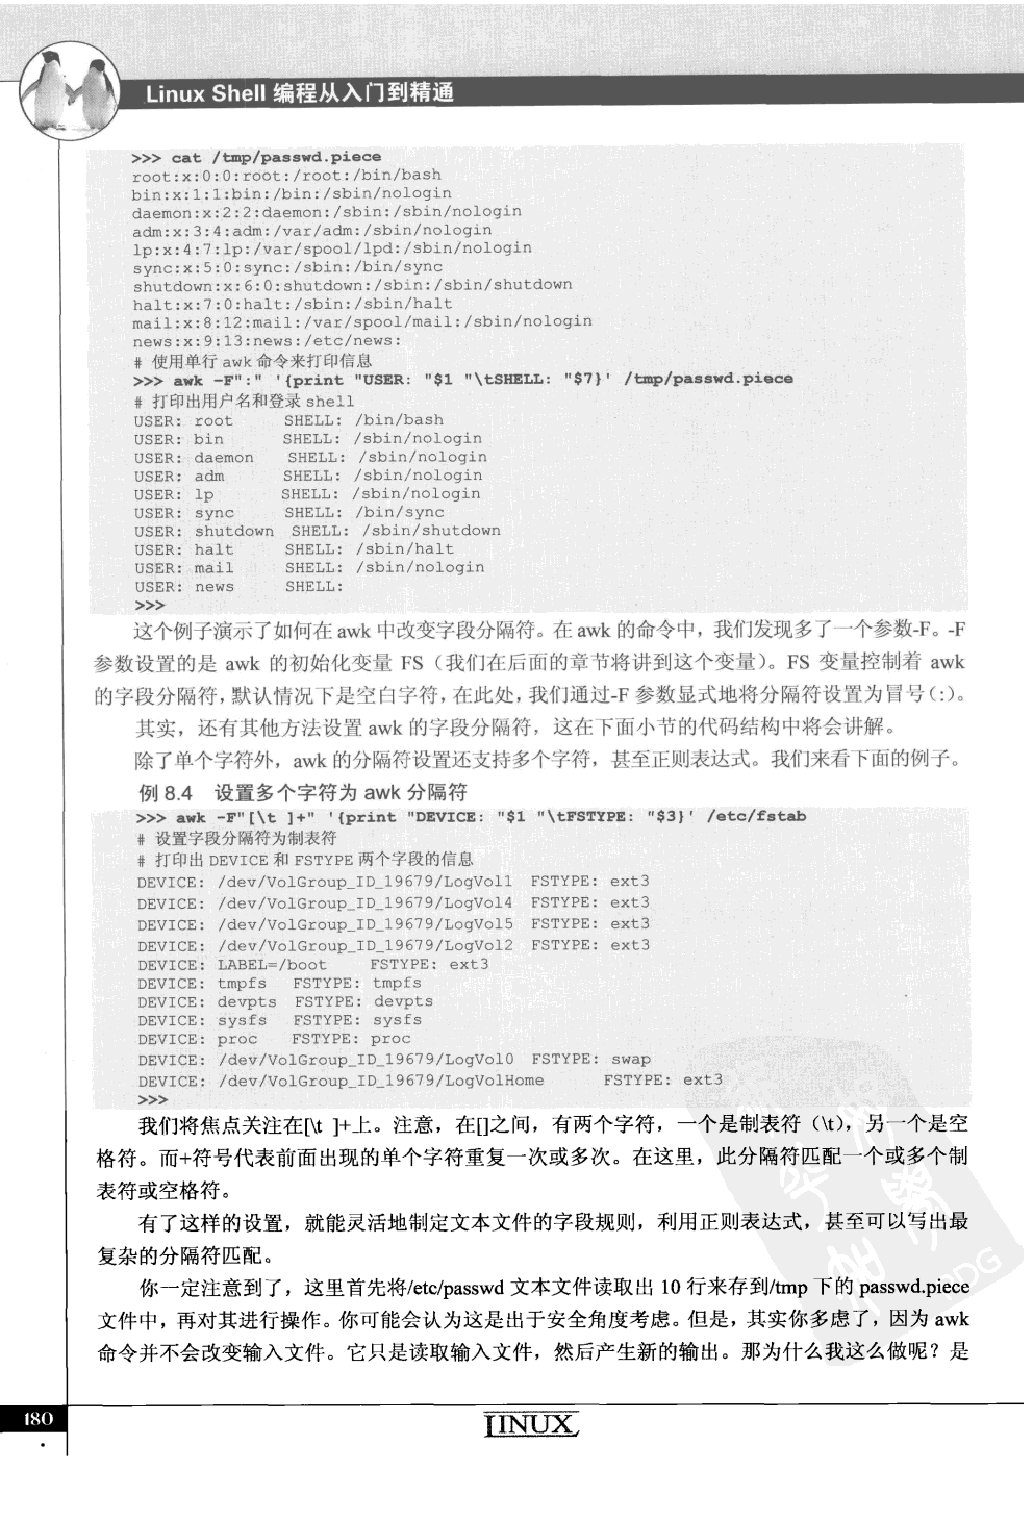 Linux Shell 编程从入门到精通
>>> cat /tmp/passwd.piece
root:x:0:0:root:/root:/bin/bash
bin:x:1:1:bin:/bin:/sbin/nologin
daemon:x:2:2:daemon:/sbin:/sbin/nologin
adm:x:3:4:adm:/var/adm:/sbin/nologin
lp:x:4:7:lp:/var/spool/lpd:/sbin/nologin
sync:x:5:0:sync:/sbin:/bin/sync
shutdown:x:6:0:shutdown:/sbin:/sbin/shutdown
halt:x:7:0:halt:/sbin:/sbin/halt
mail:x:8:12:mail:/var/spool/mail:/sbin/nologin
news:x:9:13:news:/etc/news:
# 使用单行 awk 命令来打印信息
>>> awk -F":" '{print "USER: "$1 "\tSHELL: "$7}' /tmp/passwd.piece
# 打印出用户名和登录 shell
USER: root SHELL: /bin/bash
USER: bin SHELL: /sbin/nologin
USER: daemon SHELL: /sbin/nologin
USER: adm SHELL: /sbin/nologin
USER: lp SHELL: /sbin/nologin
USER: sync SHELL: /bin/sync
USER: shutdown SHELL: /sbin/shutdown
USER: halt SHELL: /sbin/halt
USER: mail SHELL: /sbin/nologin
USER: news SHELL:
>>>
这个例子演示了如何在 awk 中改变字段分隔符。在 awk 的命令中，我们发现多了一个参数-F。-F
参数设置的是 awk 的初始化变量 FS（我们在后面的章节将讲到这个变量）。FS 变量控制着 awk
的字段分隔符，默认情况下是空白字符，在此处，我们通过-F 参数显式地将分隔符设置为冒号（:）。
其实，还有其他方法设置 awk 的字段分隔符，这在下面小节的代码结构中将会讲解。
除了单个字符外，awk 的分隔符设置还支持多个字符，甚至正则表达式。我们来看下面的例子。
例 8.4 设置多个字符为 awk 分隔符
>>> awk -F"[\t ]+" '{print "DEVICE: "$1 "\tFSTYPE: "$3}' /etc/fstab
# 设置字段分隔符为制表符
# 打印出 DEVICE 和 FSTYPE 两个字段的信息
DEVICE: /dev/VolGroup_ID_19679/LogVol1 FSTYPE: ext3
DEVICE: /dev/VolGroup_ID_19679/LogVol4 FSTYPE: ext3
DEVICE: /dev/VolGroup_ID_19679/LogVol5 FSTYPE: ext3
DEVICE: /dev/VolGroup_ID_19679/LogVol2 FSTYPE: ext3
DEVICE: LABEL=/boot FSTYPE: ext3
DEVICE: tmpfs FSTYPE: tmpfs
DEVICE: devpts FSTYPE: devpts
DEVICE: sysfs FSTYPE: sysfs
DEVICE: proc FSTYPE: proc
DEVICE: /dev/VolGroup_ID_19679/LogVol0 FSTYPE: swap
DEVICE: /dev/VolGroup_ID_19679/LogVolHome FSTYPE: ext3
>>>
我们将焦点关注在[\t ]+上。注意，在[]之间，有两个字符，一个是制表符（\t），另一个是空
格符。而+符号代表前面出现的单个字符重复一次或多次。在这里，此分隔符匹配一个或多个制
表符或空格符。
有了这样的设置，就能灵活地制定文本文件的字段规则，利用正则表达式，甚至可以写出最
复杂的分隔符匹配。
你一定注意到了，这里首先将/etc/passwd 文本文件读取出 10 行来存到/tmp 下的 passwd.piece
文件中，再对其进行操作。你可能会认为这是出于安全角度考虑。但是，其实你多虑了，因为 awk
命令并不会改变输入文件。它只是读取输入文件，然后产生新的输出。那为什么我这么做呢？是
180
LINUX